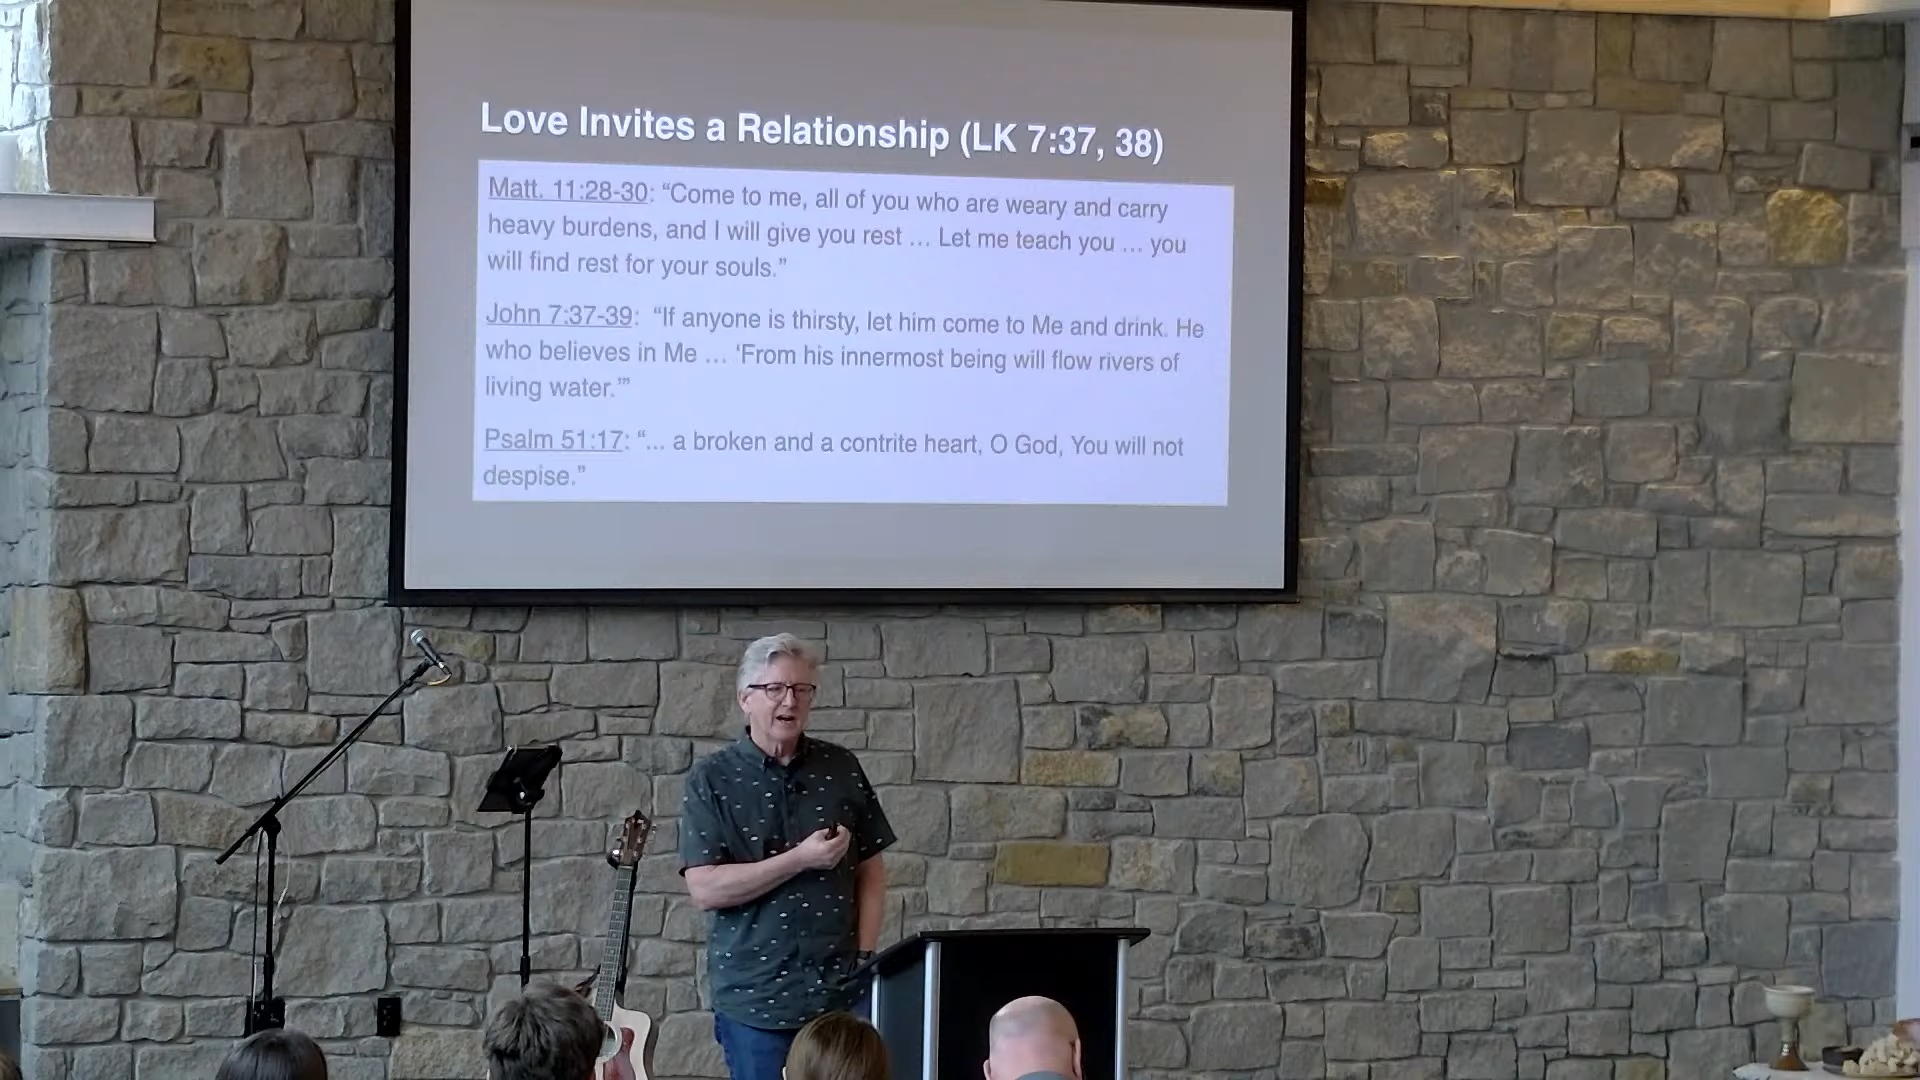 Love Invites a Relationship (LK 7:37, 38)
Matt. 11:28-30: “Come to me, all of you who are weary and carry
heavy burdens, and I will give you rest … Let me teach you … you
will find rest for your souls.”
John 7:37-39: “If anyone is thirsty, let him come to Me and drink. He
who believes in Me … ‘From his innermost being will flow rivers of
living water.’”
Psalm 51:17: “... a broken and a contrite heart, O God, You will not
despise.”